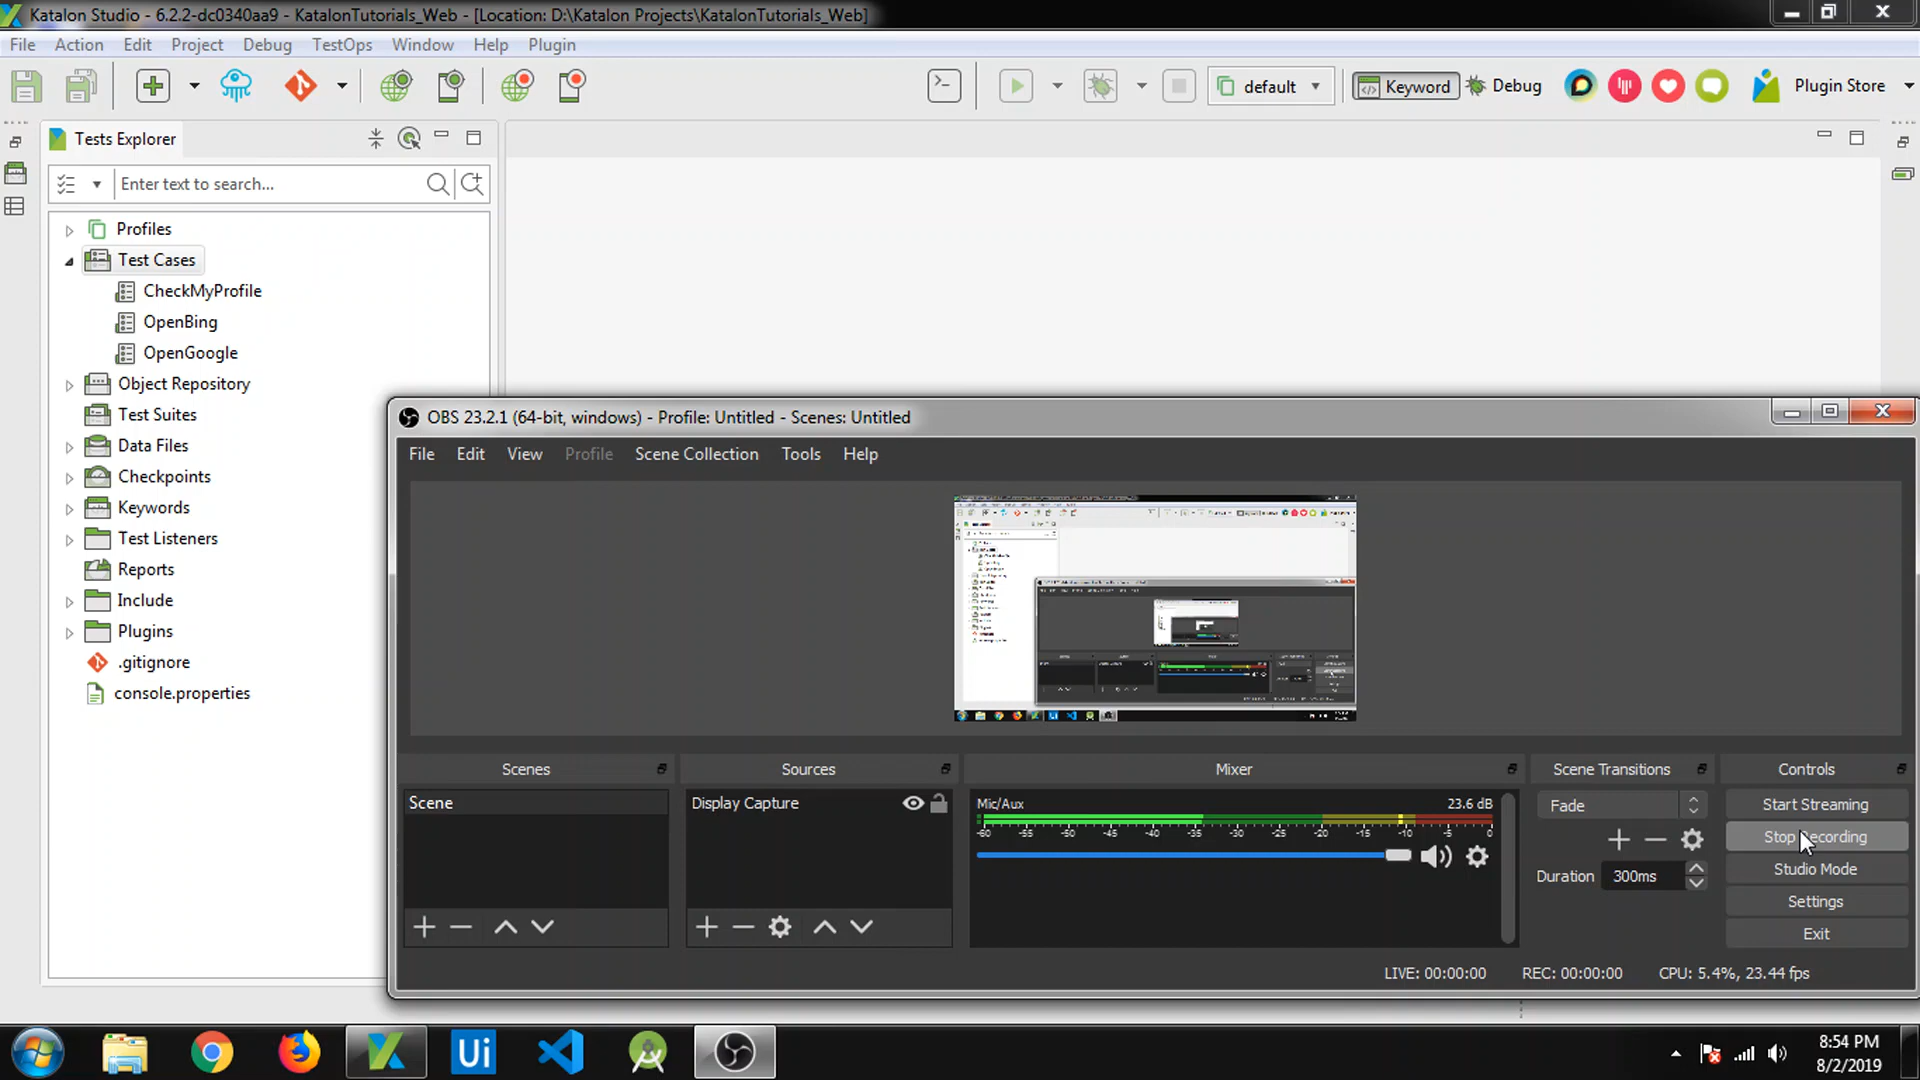 Katalon Studio - 6.2.2-dc0340aa9 - KatalonTutorials_Web - [Location: D:\Katalon Projects\KatalonTutorials_Web]
File Action Edit Project Debug TestOps Window Help Plugin
default Keyword Debug Plugin Store
Tests Explorer
Enter text to search...
Profiles
Test Cases
CheckMyProfile
OpenBing
OpenGoogle
Object Repository
Test Suites
Data Files
Checkpoints
Keywords
Test Listeners
Reports
Include
Plugins
.gitignore
console.properties
OBS 23.2.1 (64-bit, windows) - Profile: Untitled - Scenes: Untitled
File Edit View Profile Scene Collection Tools Help
Scenes Sources Mixer Scene Transitions Controls
Scene
Display Capture
Mic/Aux 23.6 dB
-60 -55 -50 -45 -40 -35 -30 -25 -20 -15 -10 -5 0
Fade
Duration 300ms
Start Streaming
Stop Recording
Studio Mode
Settings
Exit
LIVE: 00:00:00 REC: 00:00:00 CPU: 5.4%, 23.44 fps
Ui
8:54 PM
8/2/2019